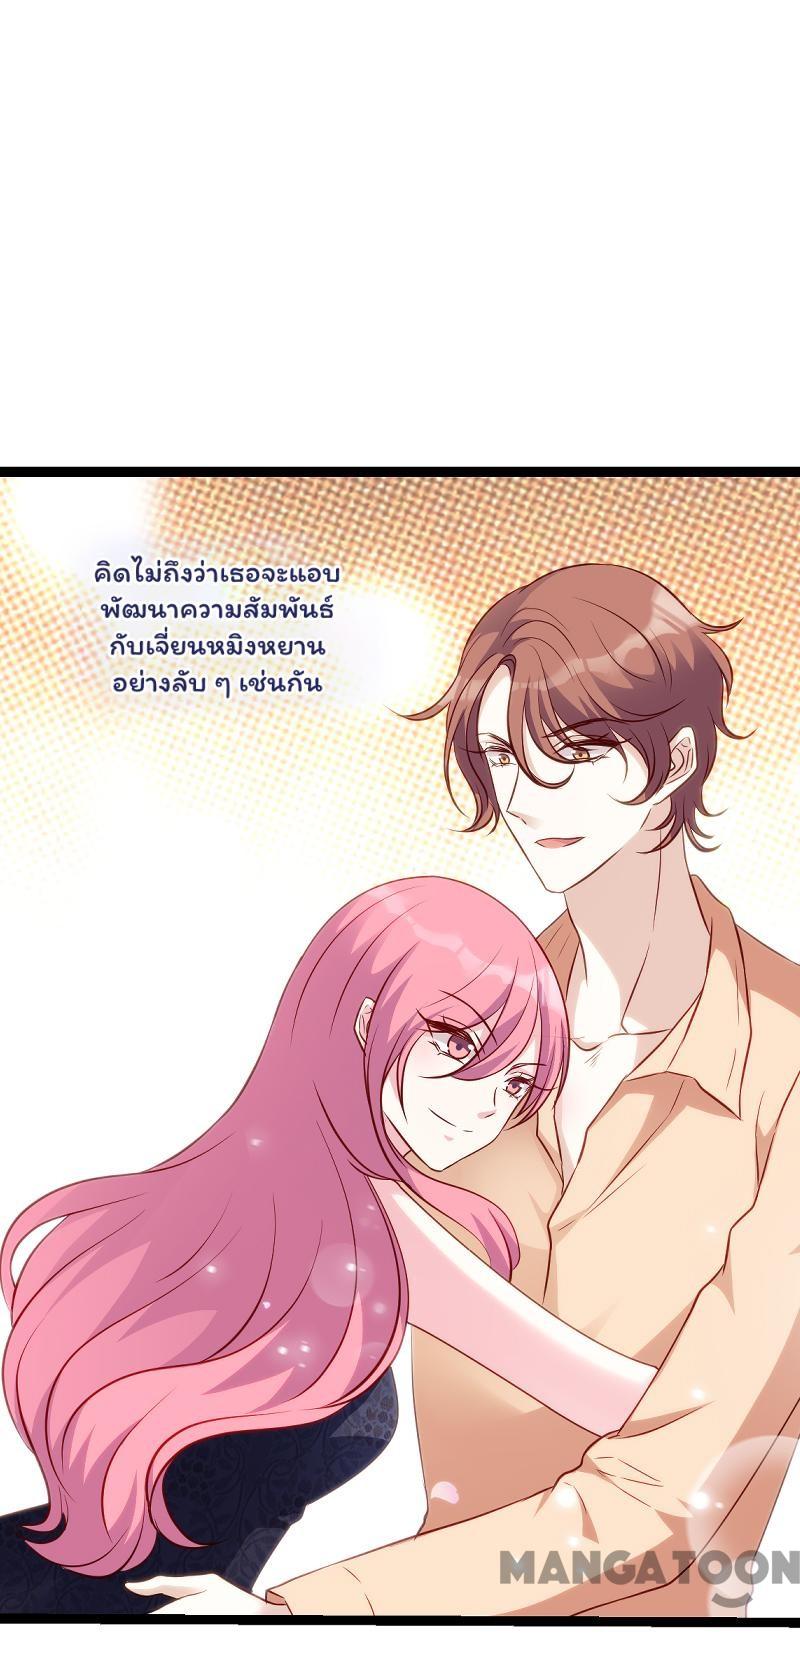 คิดไม่ถึงว่าเธอจะแอบ
พัฒนาความสัมพันธ์
กับเจี่ยนหมิงหยาน
อย่างลับ ๆ เช่นกัน
MANGATOON